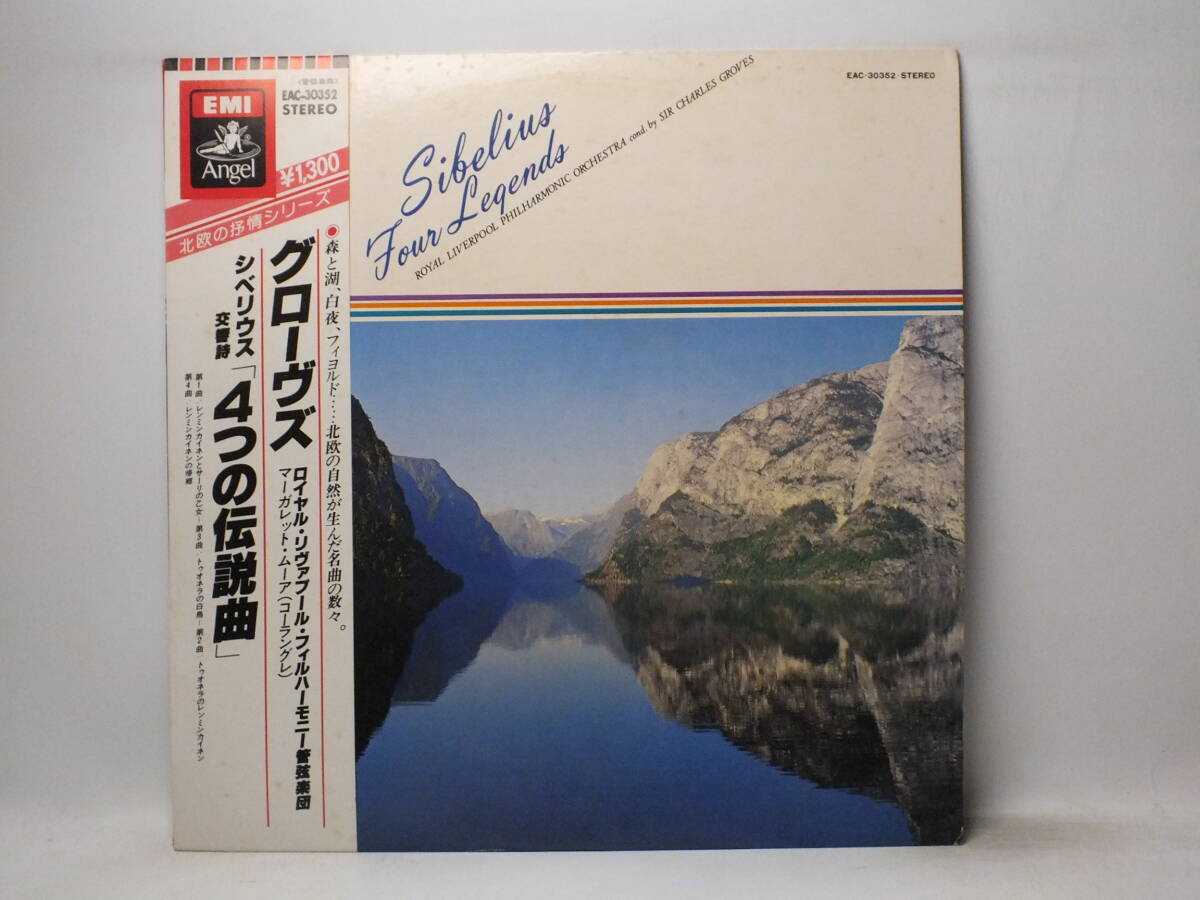 EMI
Angel
(管弦楽曲)
EAC-30352
STEREO
¥1,300
北欧の抒情シリーズ
●森と湖、白夜、フィヨルド……北欧の自然が生んだ名曲の数々。
グローヴズ
ロイヤル・リヴァプール・フィルハーモニー管弦楽団
マーガレット・ムーア(コーラングレ)
シベリウス
交響詩
「4つの伝説曲」
第1曲:レンミンカイネンとサーリの乙女–第3曲:トゥオネラの白鳥–第2曲:トゥオネラのレンミンカイネン
第4曲:レンミンカイネンの帰郷
EAC-30352 STEREO
Sibelius
Four Legends
ROYAL LIVERPOOL PHILHARMONIC ORCHESTRA cond. by SIR CHARLES GROVES